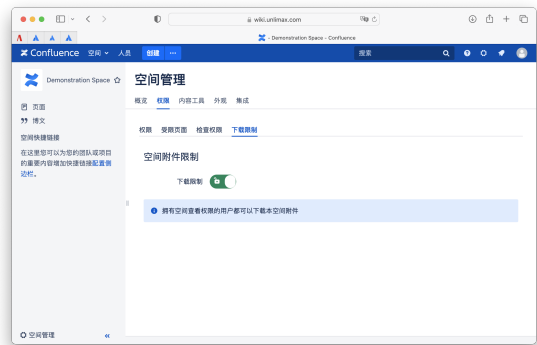 wiki.unilmax.com
- Demonstration Space - Confluence
Confluence 空间 人员 创建 ··· 搜索
Demonstration Space
页面
博文
空间快捷链接
在这里您可以为您的团队或项目
的重要内容增加快捷链接配置侧
边栏。
空间管理
概览 权限 内容工具 外观 集成
权限 受限页面 检查权限 下载限制
空间附件限制
下载限制
拥有空间查看权限的用户都可以下载本空间附件
空间管理 «